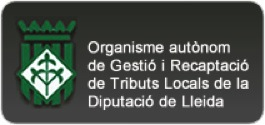 Organisme autònom
de Gestió i Recaptació
de Tributs Locals de la
Diputació de Lleida